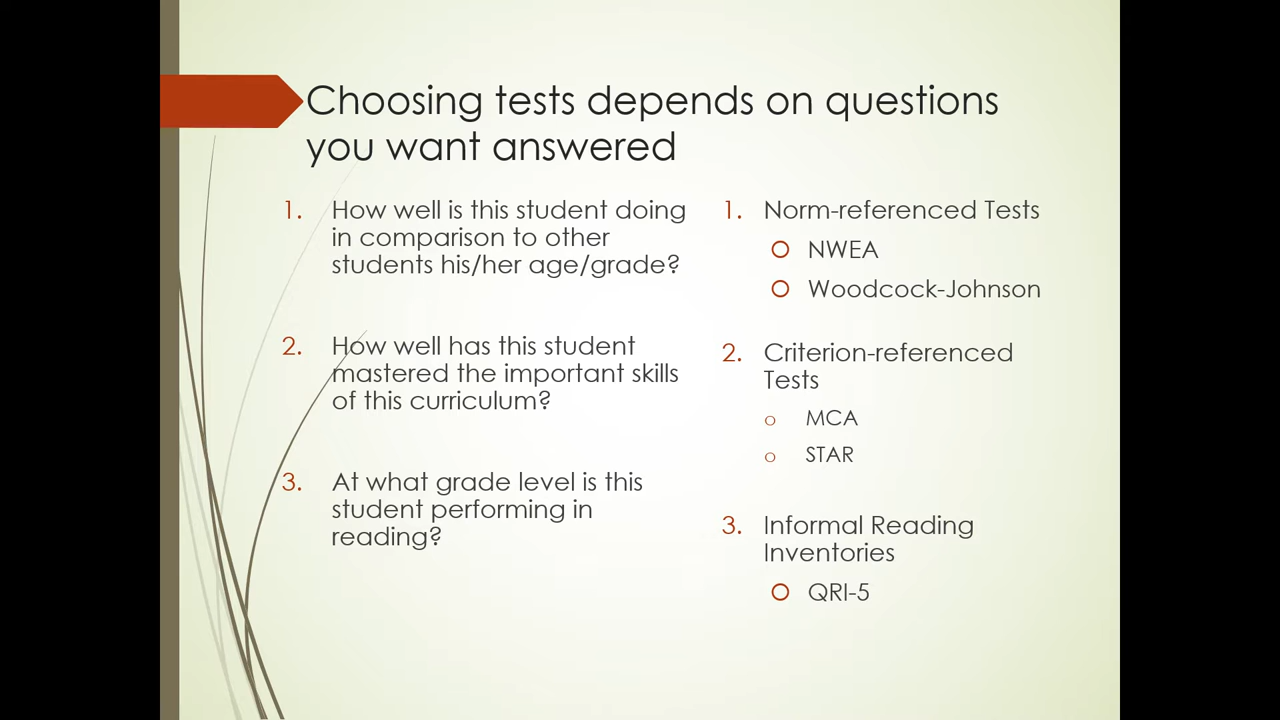 Choosing tests depends on questions
you want answered
1. How well is this student doing
in comparison to other
students his/her age/grade?
2. How well has this student
mastered the important skills
of this curriculum?
3. At what grade level is this
student performing in
reading?
1. Norm-referenced Tests
NWEA
Woodcock-Johnson
2. Criterion-referenced
Tests
MCA
STAR
3. Informal Reading
Inventories
QRI-5